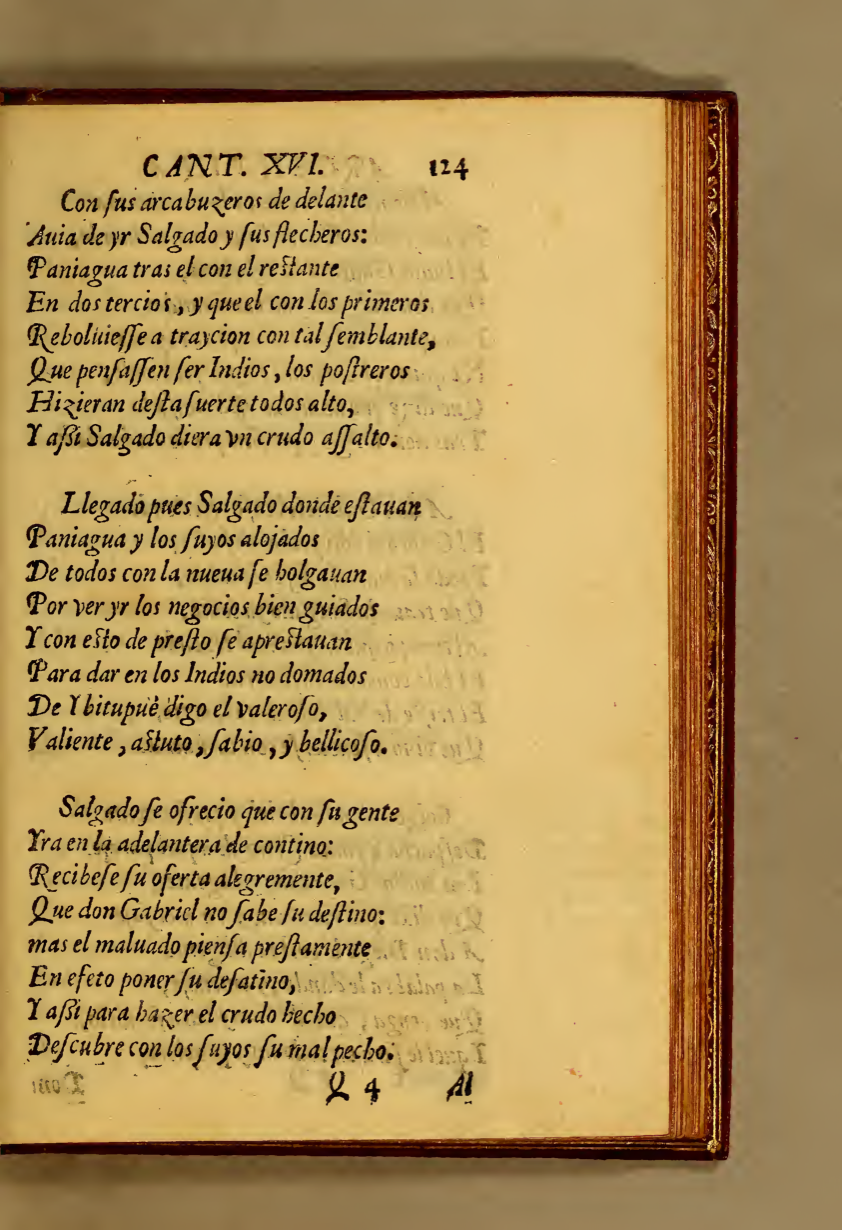 CANT. XVI. 124
Con ſus arcabuzeros de delante
Auia de yr Salgado y ſus flecheros:
Paniagua tras el con el reſtante
En dos tercios, y que el con los primeros
Reboluieſſe a traycion con tal ſemblante,
Que penſaſſen ſer Indios, los poſtreros
Hizieran deſta ſuerte todos alto,
Y aſſi Salgado diera vn crudo aſſalto.
Llegado pues Salgado donde eſtauan
Paniagua y los ſuyos alojados
De todos con la nueua ſe holgauan
Por ver yr los negocios bien guiados
Y con eſto de preſto ſe apreſtauan
Para dar en los Indios no domados
De Ybitupuè digo el valeroſo,
Valiente, aſtuto, ſabio, y bellicoſo.
Salgado ſe ofrecio que con ſu gente
Yra en la adelantera de contino:
Recibeſe ſu oferta alegremente,
Que don Gabriel no ſabe ſu deſtino:
mas el maluado pienſa preſtamente
En efeto poner ſu deſatino,
Y aſſi para hazer el crudo hecho
Deſcubre con los ſuyos ſu mal pecho.
Q 4 Al